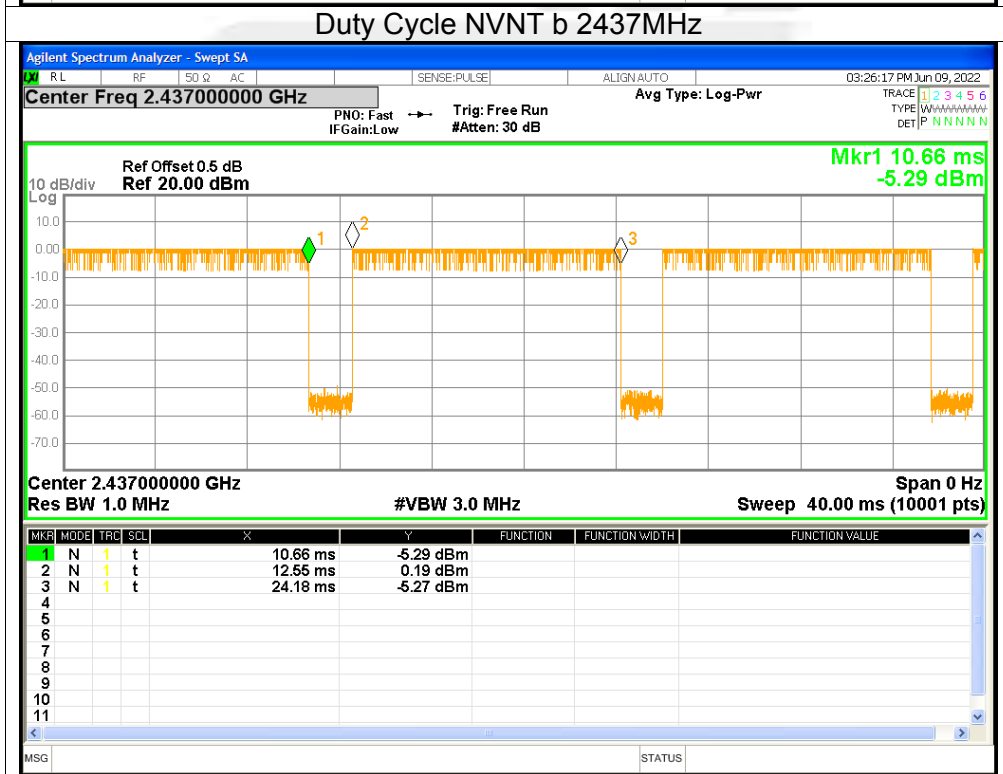 Duty Cycle NVNT b 2437MHz
Agilent Spectrum Analyzer - Swept SA
LXI RL RF 50 Ω AC SENSE:PULSE ALIGNAUTO 03:26:17 PM Jun 09, 2022
Center Freq 2.437000000 GHz PNO: Fast Trig: Free Run Avg Type: Log-Pwr TRACE 1 2 3 4 5 6
TYPE WWWWWW
IFGain:Low #Atten: 30 dB DET P N N N N N
Mkr1 10.66 ms
Ref Offset 0.5 dB
-5.29 dBm
10 dB/div Ref 20.00 dBm
Log
10.0
0.00
-10.0
-20.0
-30.0
-40.0
-50.0
-60.0
-70.0
1
2
3
Center 2.437000000 GHz Span 0 Hz
Res BW 1.0 MHz #VBW 3.0 MHz Sweep 40.00 ms (10001 pts)
MKR MODE TRC SCL X Y FUNCTION FUNCTION WIDTH FUNCTION VALUE
1 N 1 t 10.66 ms -5.29 dBm
2 N 1 t 12.55 ms 0.19 dBm
3 N 1 t 24.18 ms -5.27 dBm
4
5
6
7
8
9
10
11
MSG STATUS